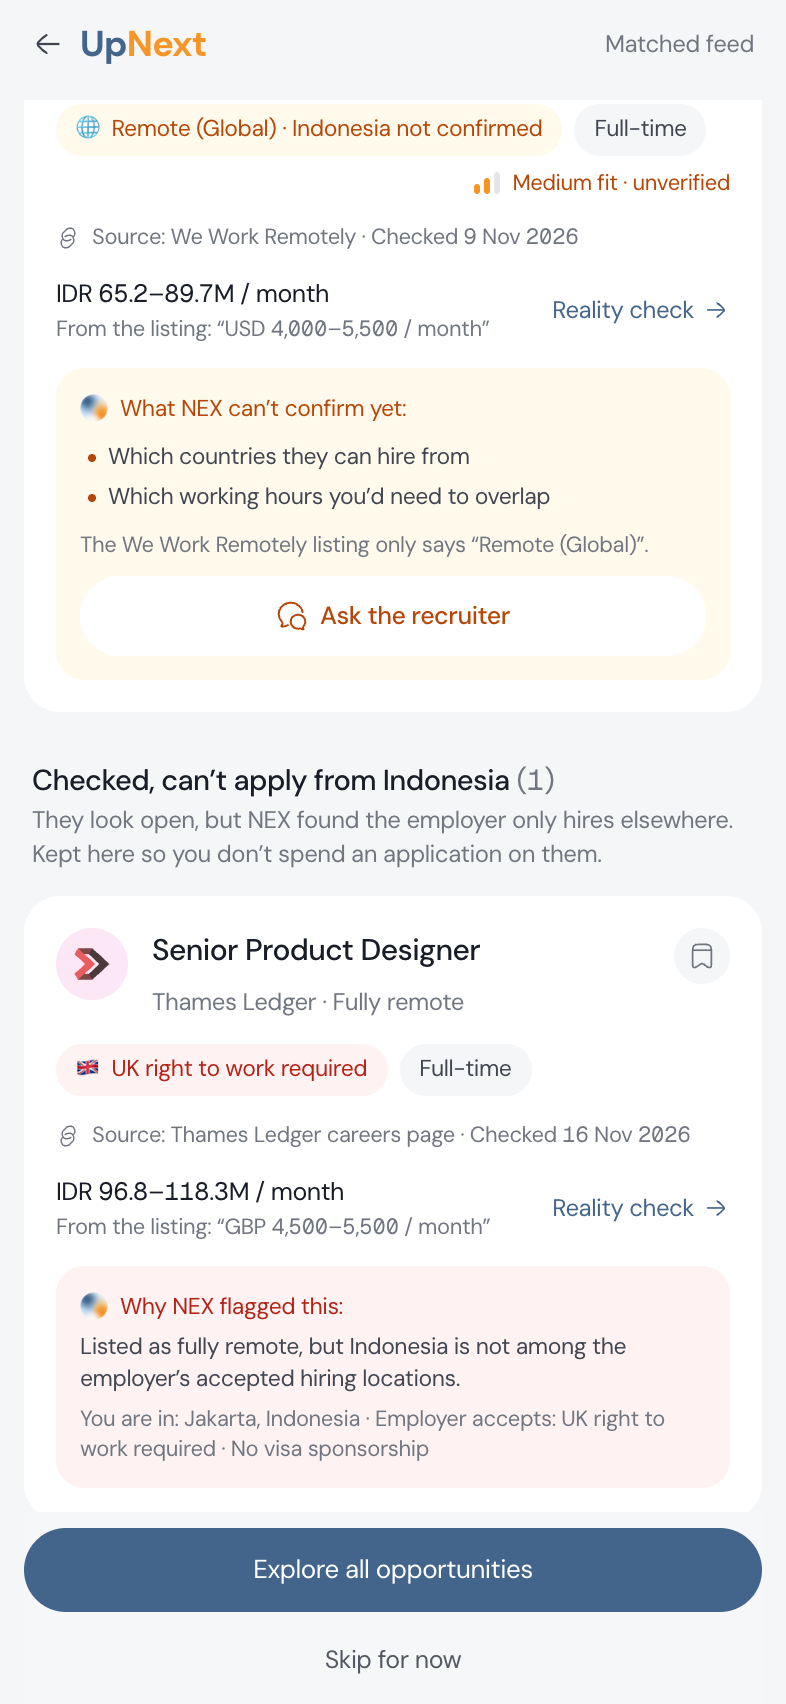 UpNext
Matched feed
Remote (Global) · Indonesia not confirmed
Full-time
Medium fit · unverified
Source: We Work Remotely · Checked 9 Nov 2026
IDR 65.2–89.7M / month
From the listing: “USD 4,000–5,500 / month”
Reality check →
What NEX can’t confirm yet:
• Which countries they can hire from
• Which working hours you’d need to overlap
The We Work Remotely listing only says “Remote (Global)”.
Ask the recruiter
Checked, can’t apply from Indonesia (1)
They look open, but NEX found the employer only hires elsewhere.
Kept here so you don’t spend an application on them.
Senior Product Designer
Thames Ledger · Fully remote
UK right to work required
Full-time
Source: Thames Ledger careers page · Checked 16 Nov 2026
IDR 96.8–118.3M / month
From the listing: “GBP 4,500–5,500 / month”
Reality check →
Why NEX flagged this:
Listed as fully remote, but Indonesia is not among the
employer’s accepted hiring locations.
You are in: Jakarta, Indonesia · Employer accepts: UK right to
work required · No visa sponsorship
Explore all opportunities
Skip for now